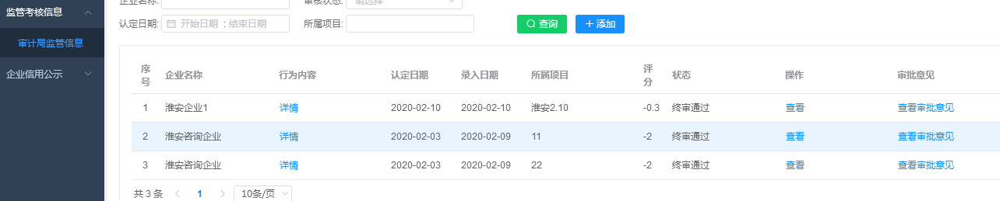 监管考核信息
审计局监管信息
企业信用公示
企业名称:
审核状态: 请选择
认定日期: 开始日期 : 结束日期 所属项目: 查询 添加
序号 企业名称 行为内容 认定日期 录入日期 所属项目 评分 状态 操作 审批意见
1 淮安企业1 详情 2020-02-10 2020-02-10 淮安2.10 -0.3 终审通过 查看 查看审批意见
2 淮安咨询企业 详情 2020-02-03 2020-02-09 11 -2 终审通过 查看 查看审批意见
3 淮安咨询企业 详情 2020-02-03 2020-02-09 22 -2 终审通过 查看 查看审批意见
共 3 条 1 10条/页